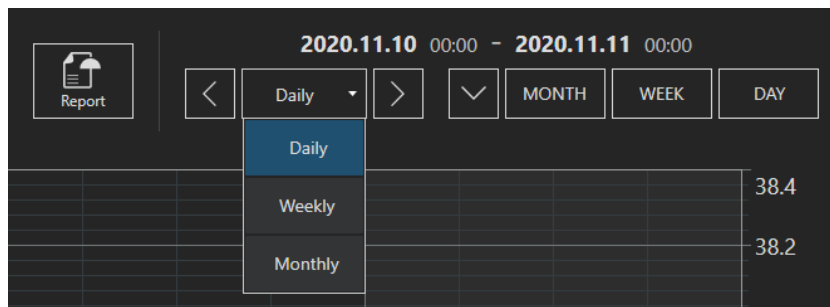 2020.11.10 00:00 - 2020.11.11 00:00
Report
Daily
MONTH
WEEK
DAY
Daily
Weekly
Monthly
38.4
38.2